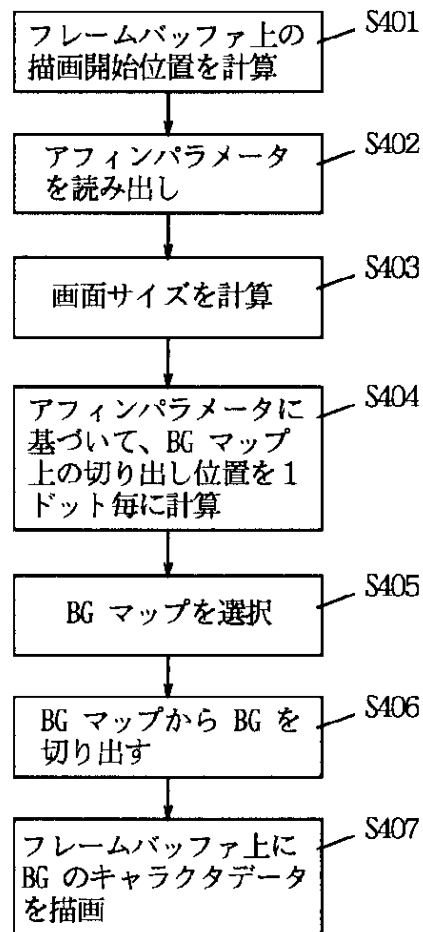 フレームバッファ上の
描画開始位置を計算
S401
アフィンパラメータ
を読み出し
S402
画面サイズを計算
S403
アフィンパラメータに
基づいて、BG マップ
上の切り出し位置を1
ドット毎に計算
S404
BG マップを選択
S405
BG マップから BG を
切り出す
S406
フレームバッファ上に
BG のキャラクタデータ
を描画
S407